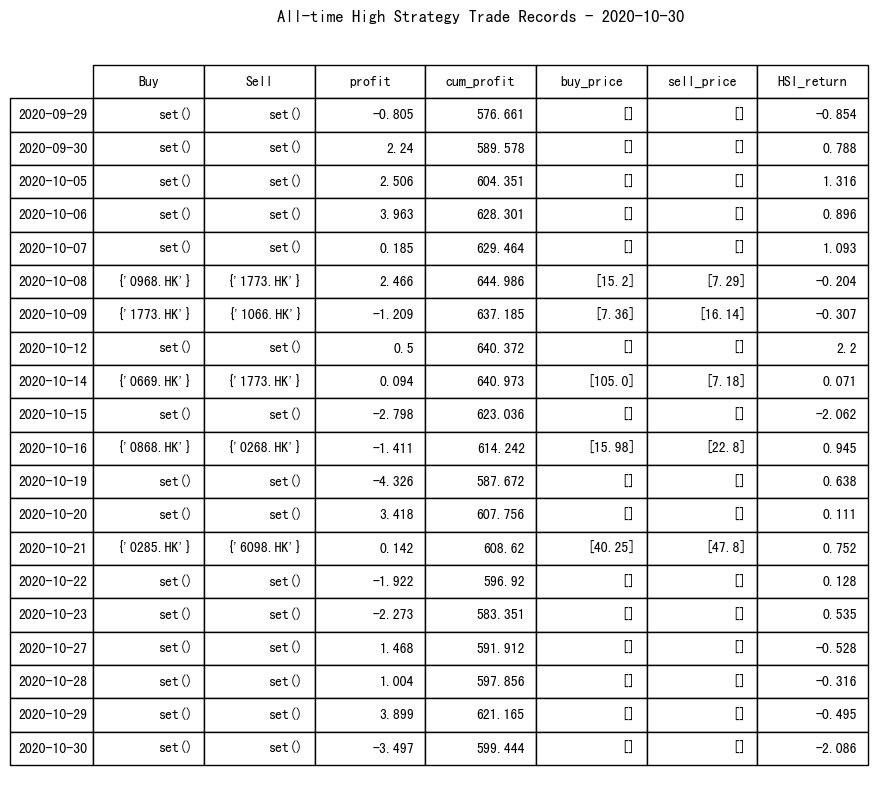 All-time High Strategy Trade Records - 2020-10-30
Buy Sell profit cum_profit buy_price sell_price HSI_return
2020-09-29 set() set() -0.805 576.661 [] [] -0.854
2020-09-30 set() set() 2.24 589.578 [] [] 0.788
2020-10-05 set() set() 2.506 604.351 [] [] 1.316
2020-10-06 set() set() 3.963 628.301 [] [] 0.896
2020-10-07 set() set() 0.185 629.464 [] [] 1.093
2020-10-08 {'0968.HK'} {'1773.HK'} 2.466 644.986 [15.2] [7.29] -0.204
2020-10-09 {'1773.HK'} {'1066.HK'} -1.209 637.185 [7.36] [16.14] -0.307
2020-10-12 set() set() 0.5 640.372 [] [] 2.2
2020-10-14 {'0669.HK'} {'1773.HK'} 0.094 640.973 [105.0] [7.18] 0.071
2020-10-15 set() set() -2.798 623.036 [] [] -2.062
2020-10-16 {'0868.HK'} {'0268.HK'} -1.411 614.242 [15.98] [22.8] 0.945
2020-10-19 set() set() -4.326 587.672 [] [] 0.638
2020-10-20 set() set() 3.418 607.756 [] [] 0.111
2020-10-21 {'0285.HK'} {'6098.HK'} 0.142 608.62 [40.25] [47.8] 0.752
2020-10-22 set() set() -1.922 596.92 [] [] 0.128
2020-10-23 set() set() -2.273 583.351 [] [] 0.535
2020-10-27 set() set() 1.468 591.912 [] [] -0.528
2020-10-28 set() set() 1.004 597.856 [] [] -0.316
2020-10-29 set() set() 3.899 621.165 [] [] -0.495
2020-10-30 set() set() -3.497 599.444 [] [] -2.086